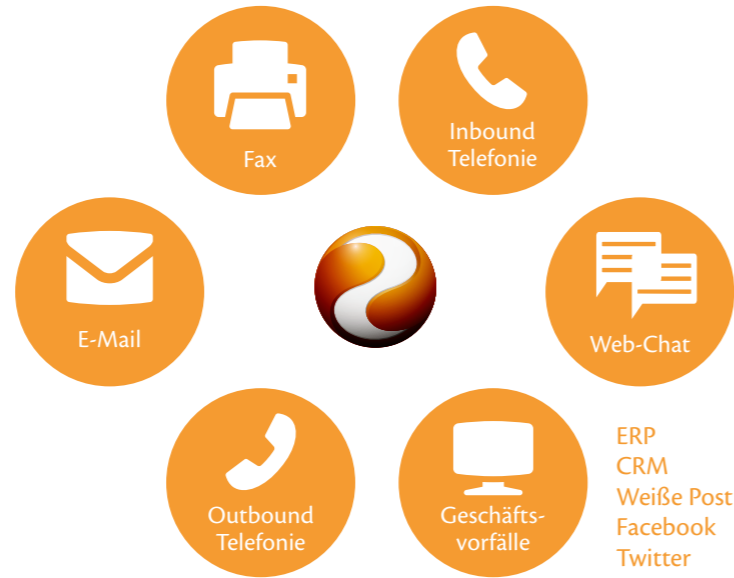 Fax
Inbound
Telefonie
E-Mail
Web-Chat
Outbound
Telefonie
Geschäfts-
vorfälle
ERP
CRM
Weiße Post
Facebook
Twitter